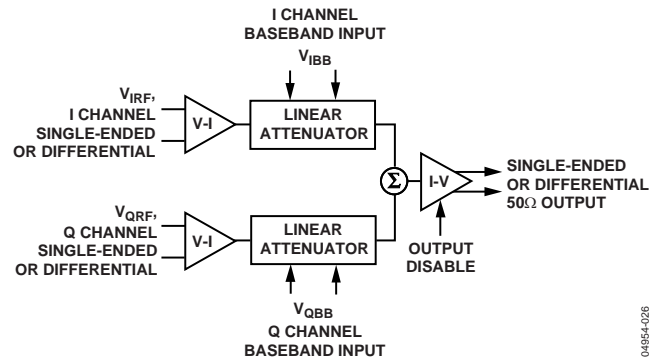 I CHANNEL
BASEBAND INPUT
VIBB
VIRF,
I CHANNEL
SINGLE-ENDED
OR DIFFERENTIAL
V-I
LINEAR
ATTENUATOR
Σ
I-V
SINGLE-ENDED
OR DIFFERENTIAL
50Ω OUTPUT
OUTPUT
DISABLE
VQRF,
Q CHANNEL
SINGLE-ENDED
OR DIFFERENTIAL
V-I
LINEAR
ATTENUATOR
VQBB
Q CHANNEL
BASEBAND INPUT
04954-026